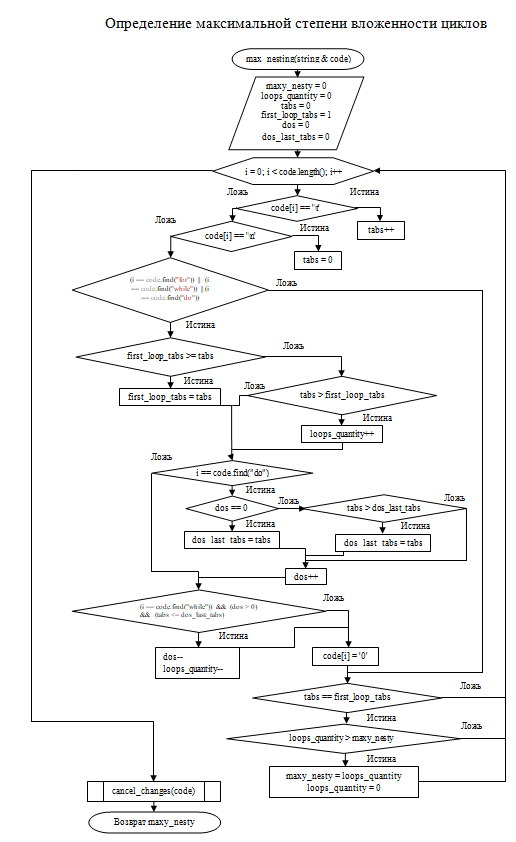 Определение максимальной степени вложенности циклов
max_nesting(string & code)
maxy_nesty = 0
loops_quantity = 0
tabs = 0
first_loop_tabs = 1
dos = 0
dos_last_tabs = 0
i = 0; i < code.length(); i++
Ложь
Истина
code[i] == '\t'
tabs++
Ложь
Истина
code[i] == '\n'
tabs = 0
(i == code.find("for")) || (i
== code.find("while")) || (i
== code.find("do"))
Ложь
Истина
first_loop_tabs >= tabs
Ложь
Истина
first_loop_tabs = tabs
Ложь
tabs > first_loop_tabs
Истина
loops_quantity++
Ложь
i == code.find("do")
Истина
dos == 0
Ложь
tabs > dos_last_tabs
Ложь
Истина
Истина
dos_last_tabs = tabs
dos_last_tabs = tabs
dos++
(i == code.find("while")) && (dos > 0)
&& (tabs <= dos_last_tabs)
Ложь
Истина
dos--
loops_quantity--
code[i] = '0'
tabs == first_loop_tabs
Ложь
Истина
loops_quantity > maxy_nesty
Ложь
Истина
maxy_nesty = loops_quantity
loops_quantity = 0
cancel_changes(code)
Возврат maxy_nesty